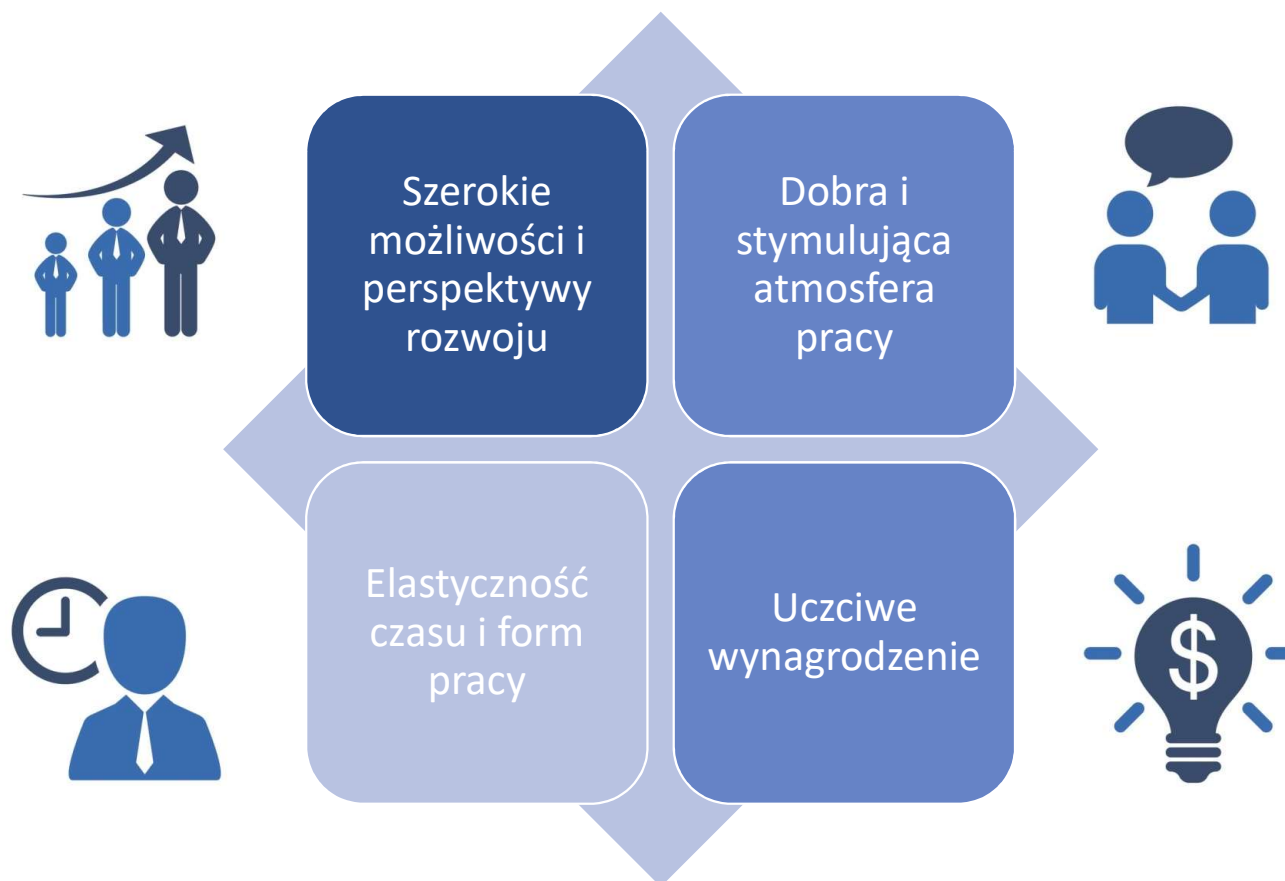 Szerokie
możliwości i
perspektywy
rozwoju
Dobra i
stymulująca
atmosfera
pracy
Elastyczność
czasu i form
pracy
Uczciwe
wynagrodzenie
$